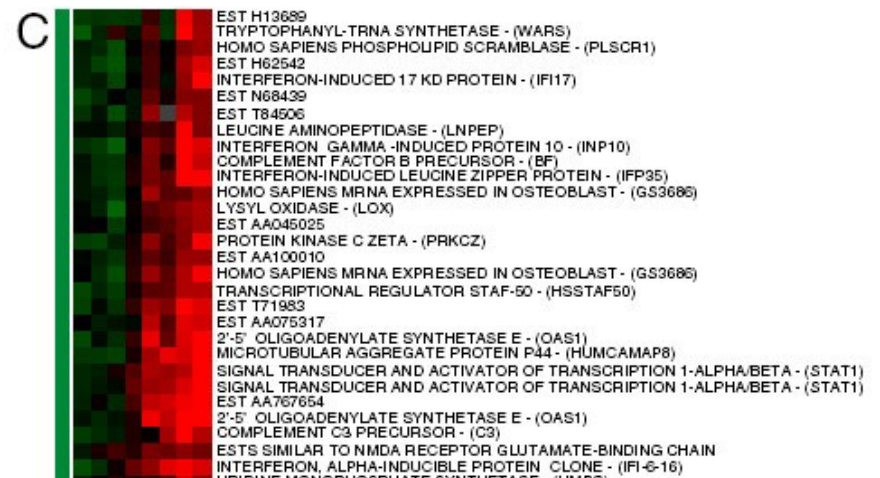 C
EST H13689
TRYPTOPHANYL-TRNA SYNTHETASE - (WARS)
HOMO SAPIENS PHOSPHOLIPID SCRAMBLASE - (PLSCR1)
EST H62542
INTERFERON-INDUCED 17 KD PROTEIN - (IFI17)
EST N68439
EST T84506
LEUCINE AMINOPEPTIDASE - (LNPEP)
INTERFERON GAMMA -INDUCED PROTEIN 10 - (INP10)
COMPLEMENT FACTOR B PRECURSOR - (BF)
INTERFERON-INDUCED LEUCINE ZIPPER PROTEIN - (IFP35)
HOMO SAPIENS MRNA EXPRESSED IN OSTEOBLAST - (GS3686)
LYSYL OXIDASE - (LOX)
EST AA045025
PROTEIN KINASE C ZETA - (PRKCZ)
EST AA100010
HOMO SAPIENS MRNA EXPRESSED IN OSTEOBLAST - (GS3686)
TRANSCRIPTIONAL REGULATOR STAF-50 - (HSSTAF50)
EST T71983
EST AA075317
2'-5' OLIGOADENYLATE SYNTHETASE E - (OAS1)
MICROTUBULAR AGGREGATE PROTEIN P44 - (HUMCAMAP8)
SIGNAL TRANSDUCER AND ACTIVATOR OF TRANSCRIPTION 1-ALPHA/BETA - (STAT1)
SIGNAL TRANSDUCER AND ACTIVATOR OF TRANSCRIPTION 1-ALPHA/BETA - (STAT1)
EST AA767654
2'-5' OLIGOADENYLATE SYNTHETASE E - (OAS1)
COMPLEMENT C3 PRECURSOR - (C3)
ESTS SIMILAR TO NMDA RECEPTOR GLUTAMATE-BINDING CHAIN
INTERFERON, ALPHA-INDUCIBLE PROTEIN CLONE - (IFI-6-16)